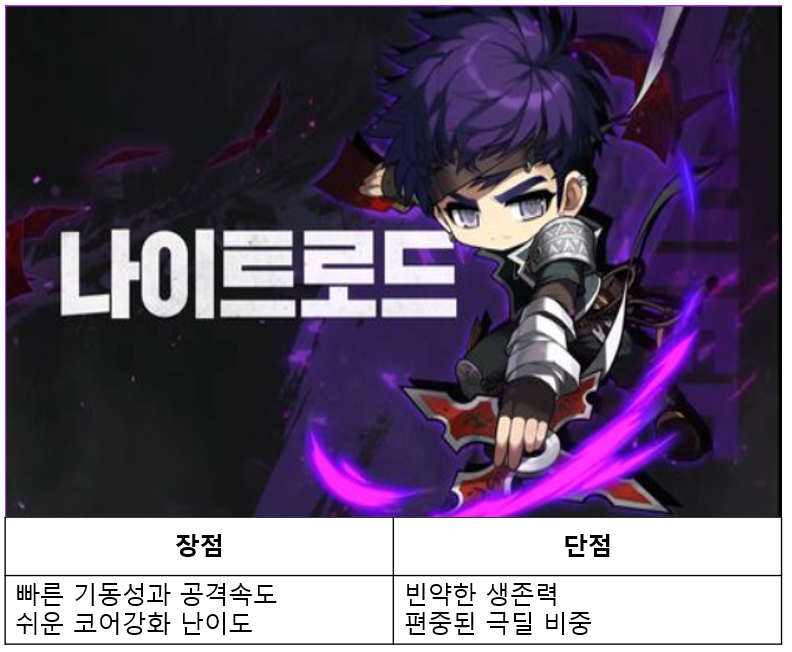 나이트로드
장점
단점
빠른 기동성과 공격속도
쉬운 코어강화 난이도
빈약한 생존력
편중된 극딜 비중